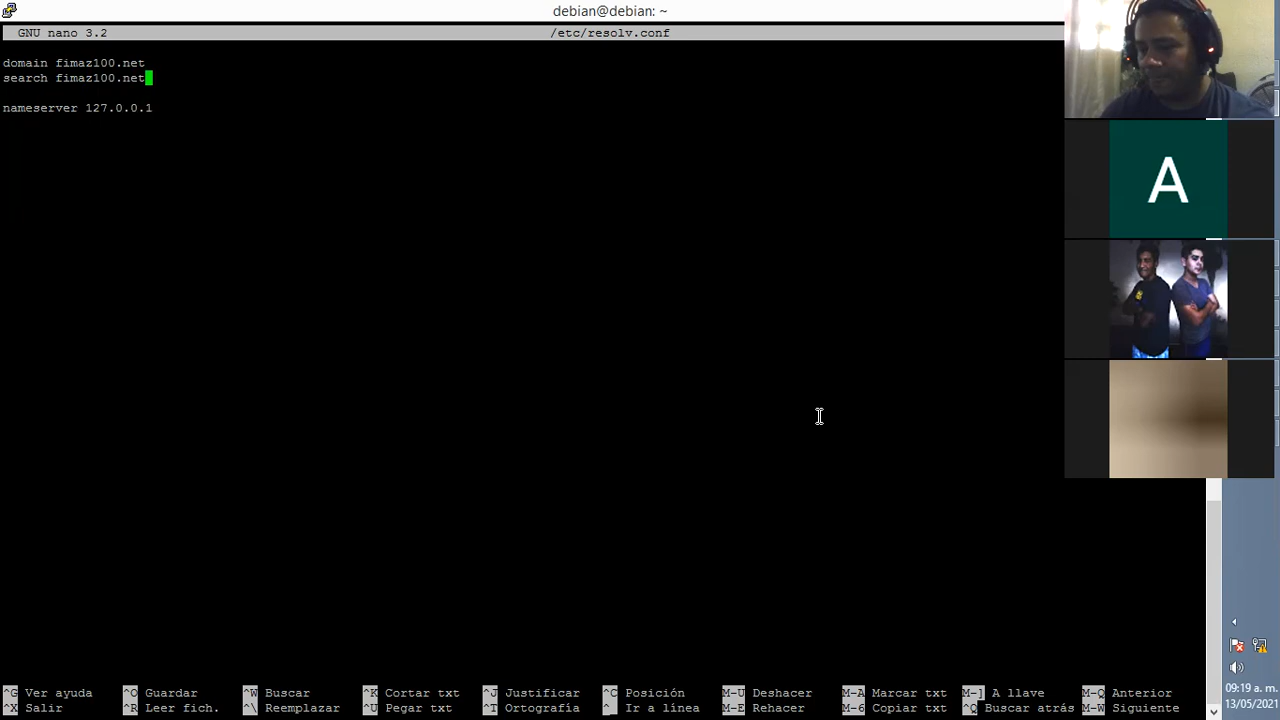 debian@debian: ~
GNU nano 3.2 /etc/resolv.conf
domain fimaz100.net
search fimaz100.net
nameserver 127.0.0.1
A
^G Ver ayuda ^O Guardar ^W Buscar ^K Cortar txt ^J Justificar ^C Posición M-U Deshacer M-A Marcar txt M-] A llave M-Q Anterior
^X Salir ^R Leer fich. ^\ Reemplazar ^U Pegar txt ^T Ortografía ^_ Ir a línea M-E Rehacer M-6 Copiar txt ^Q Buscar atrás M-W Siguiente
09:19 a.m.
13/05/2021